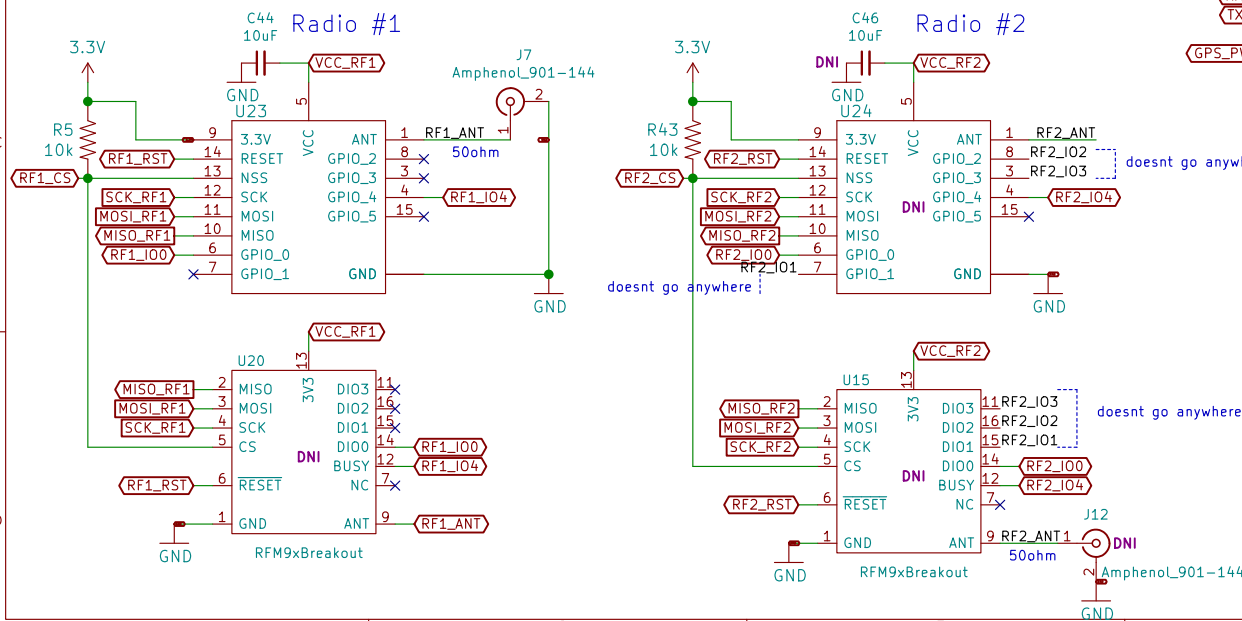 Radio #1
C44
10uF
3.3V
VCC_RF1
GND
U23
J7
Amphenol_901-144
2
1
R5
10k
5
VCC
9 3.3V
ANT 1 RF1_ANT
50ohm
RF1_RST 14 RESET
GPIO_2 8
RF1_CS 13 NSS
GPIO_3 3
SCK_RF1 12 SCK
GPIO_4 4 RF1_IO4
MOSI_RF1 11 MOSI
GPIO_5 15
MISO_RF1 10 MISO
RF1_IO0 6 GPIO_0
7 GPIO_1
GND
GND
VCC_RF1
U20
13
3V3
MISO_RF1 2 MISO
DIO3 11
MOSI_RF1 3 MOSI
DIO2 16
SCK_RF1 4 SCK
DIO1 15
5 CS
DIO0 14 RF1_IO0
DNI
BUSY 12 RF1_IO4
RF1_RST 6 RESET
NC 7
1 GND
ANT 9 RF1_ANT
GND
RFM9xBreakout
Radio #2
C46
10uF
3.3V
DNI
VCC_RF2
GND
U24
R43
10k
5
VCC
9 3.3V
ANT 1 RF2_ANT
RF2_RST 14 RESET
GPIO_2 8 RF2_IO2
doesnt go anywh
RF2_CS 13 NSS
GPIO_3 3 RF2_IO3
SCK_RF2 12 SCK
GPIO_4 4 RF2_IO4
MOSI_RF2 11 MOSI
DNI
GPIO_5 15
MISO_RF2 10 MISO
RF2_IO0 6 GPIO_0
RF2_IO1 7 GPIO_1
GND
doesnt go anywhere
GND
VCC_RF2
U15
13
3V3
MISO_RF2 2 MISO
DIO3 11 RF2_IO3
doesnt go anywhere
MOSI_RF2 3 MOSI
DIO2 16 RF2_IO2
SCK_RF2 4 SCK
DIO1 15 RF2_IO1
5 CS
DIO0 14 RF2_IO0
DNI
BUSY 12 RF2_IO4
RF2_RST 6 RESET
NC 7
1 GND
ANT 9 RF2_ANT 1
50ohm
J12
DNI
2
Amphenol_901-144
GND
GND
RFM9xBreakout
TX
GPS_P